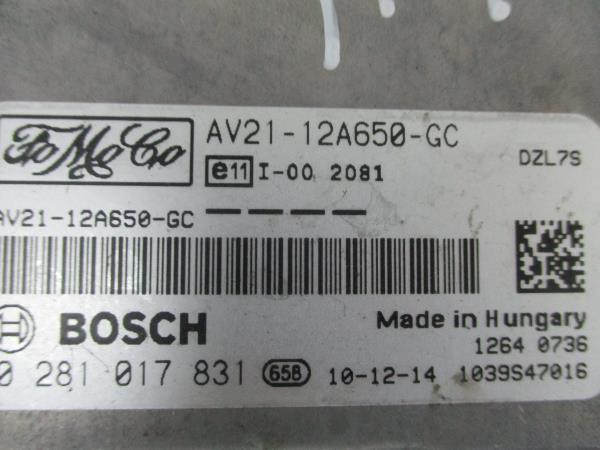 FoMoCo
AV21-12A650-GC
e11 I-00 2081
DZL7S
AV21-12A650-GC
BOSCH
Made in Hungary
1264 0736
0 281 017 831 658 10-12-14 1039S47016